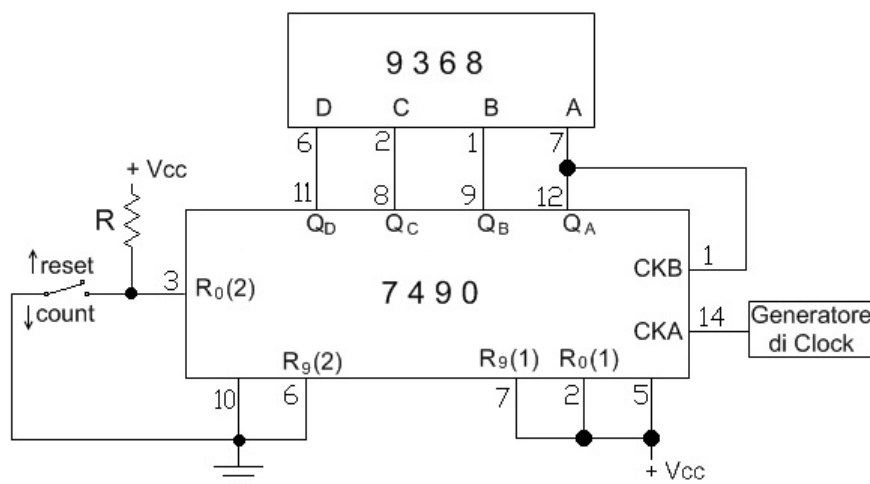 9368
D C B A
6 2 1 7
+ Vcc
11 8 9 12
R
QD QC QB QA
1
CKB
↑reset
3 R0(2)
7490
↓count
14
CKA
Generatore
di Clock
R9(2) R9(1) R0(1)
10 6 7 2 5
+ Vcc